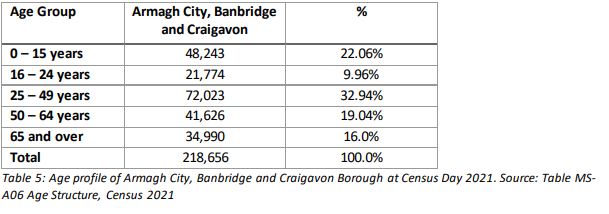 Age Group Armagh City, Banbridge and Craigavon %
0 – 15 years 48,243 22.06%
16 – 24 years 21,774 9.96%
25 – 49 years 72,023 32.94%
50 – 64 years 41,626 19.04%
65 and over 34,990 16.0%
Total 218,656 100.0%
Table 5: Age profile of Armagh City, Banbridge and Craigavon Borough at Census Day 2021. Source: Table MS-
A06 Age Structure, Census 2021